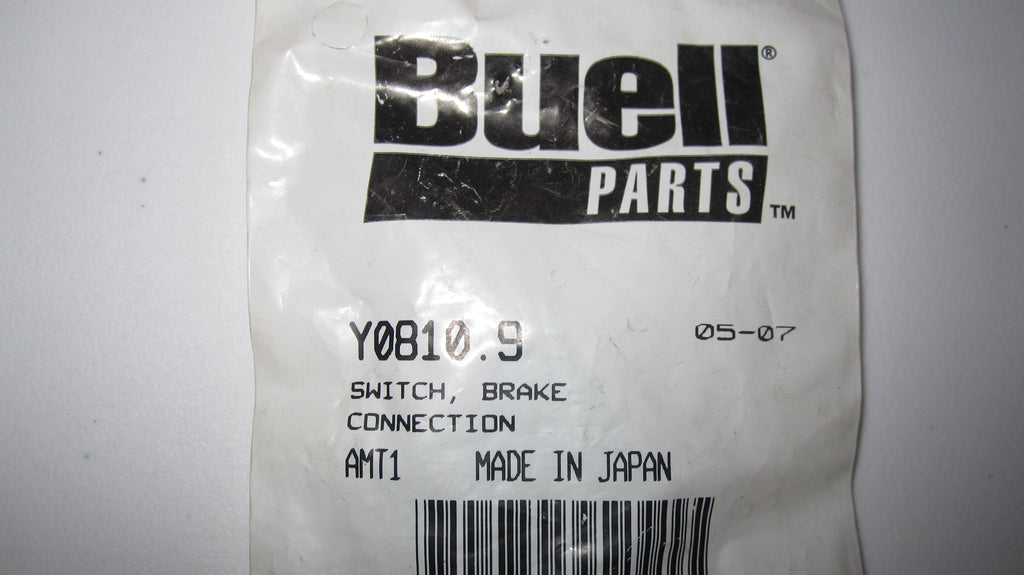 Buell®
PARTS™
Y0810.9 05-07
SWITCH, BRAKE
CONNECTION
AMT1 MADE IN JAPAN